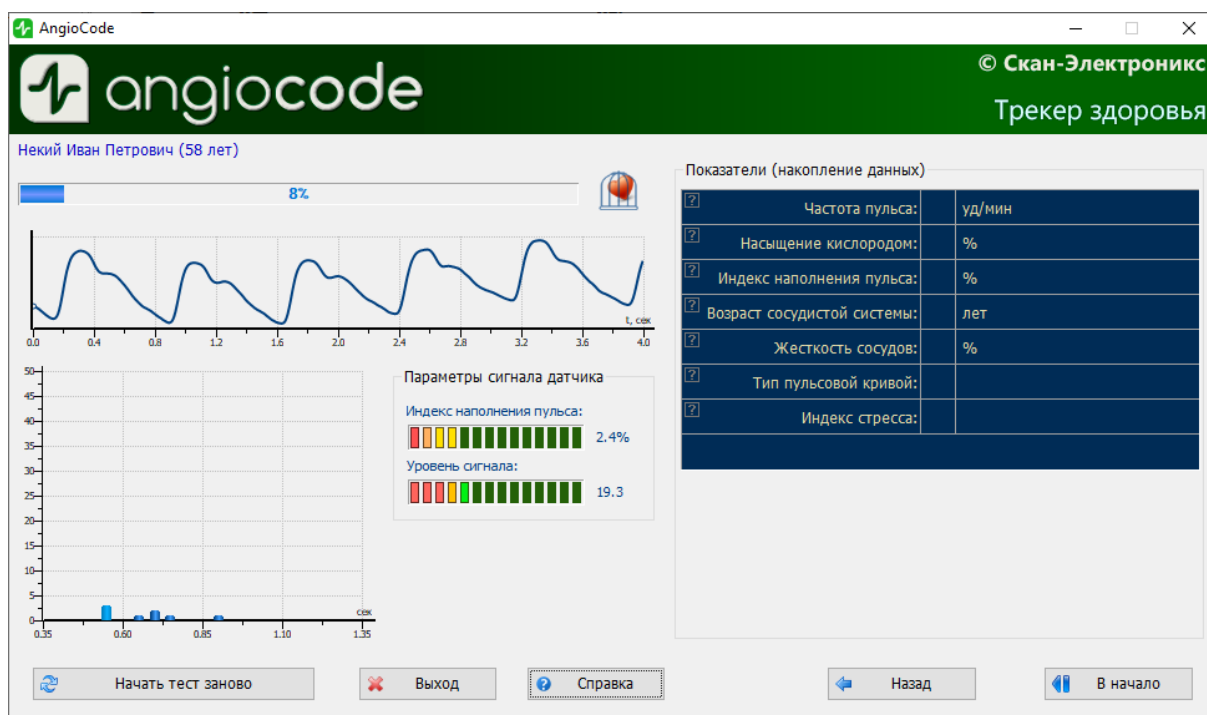 AngioCode
angiocode
© Скан-Электроникс
Трекер здоровья
Некий Иван Петрович (58 лет)
8%
t, сек
0.0 0.4 0.8 1.2 1.6 2.0 2.4 2.8 3.2 3.6 4.0
50
45
40
35
30
25
20
15
10
5
0
сек
0.35 0.60 0.85 1.10 1.35
Параметры сигнала датчика
Индекс наполнения пульса:
2.4%
Уровень сигнала:
19.3
Показатели (накопление данных)
? Частота пульса: уд/мин
? Насыщение кислородом: %
? Индекс наполнения пульса: %
? Возраст сосудистой системы: лет
? Жесткость сосудов: %
? Тип пульсовой кривой:
? Индекс стресса:
Начать тест заново
Выход
? Справка
Назад
В начало